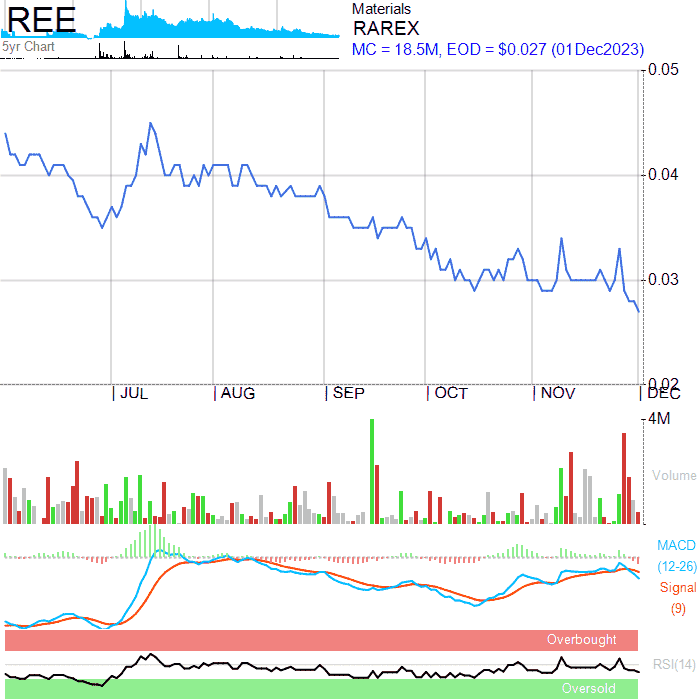 REE
5yr Chart
Materials
RAREX
MC = 18.5M, EOD = $0.027 (01Dec2023)
0.05
0.04
0.03
0.02
JUL AUG SEP OCT NOV DEC
4M
Volume
MACD
(12-26)
Signal
(9)
Overbought
RSI(14)
Oversold